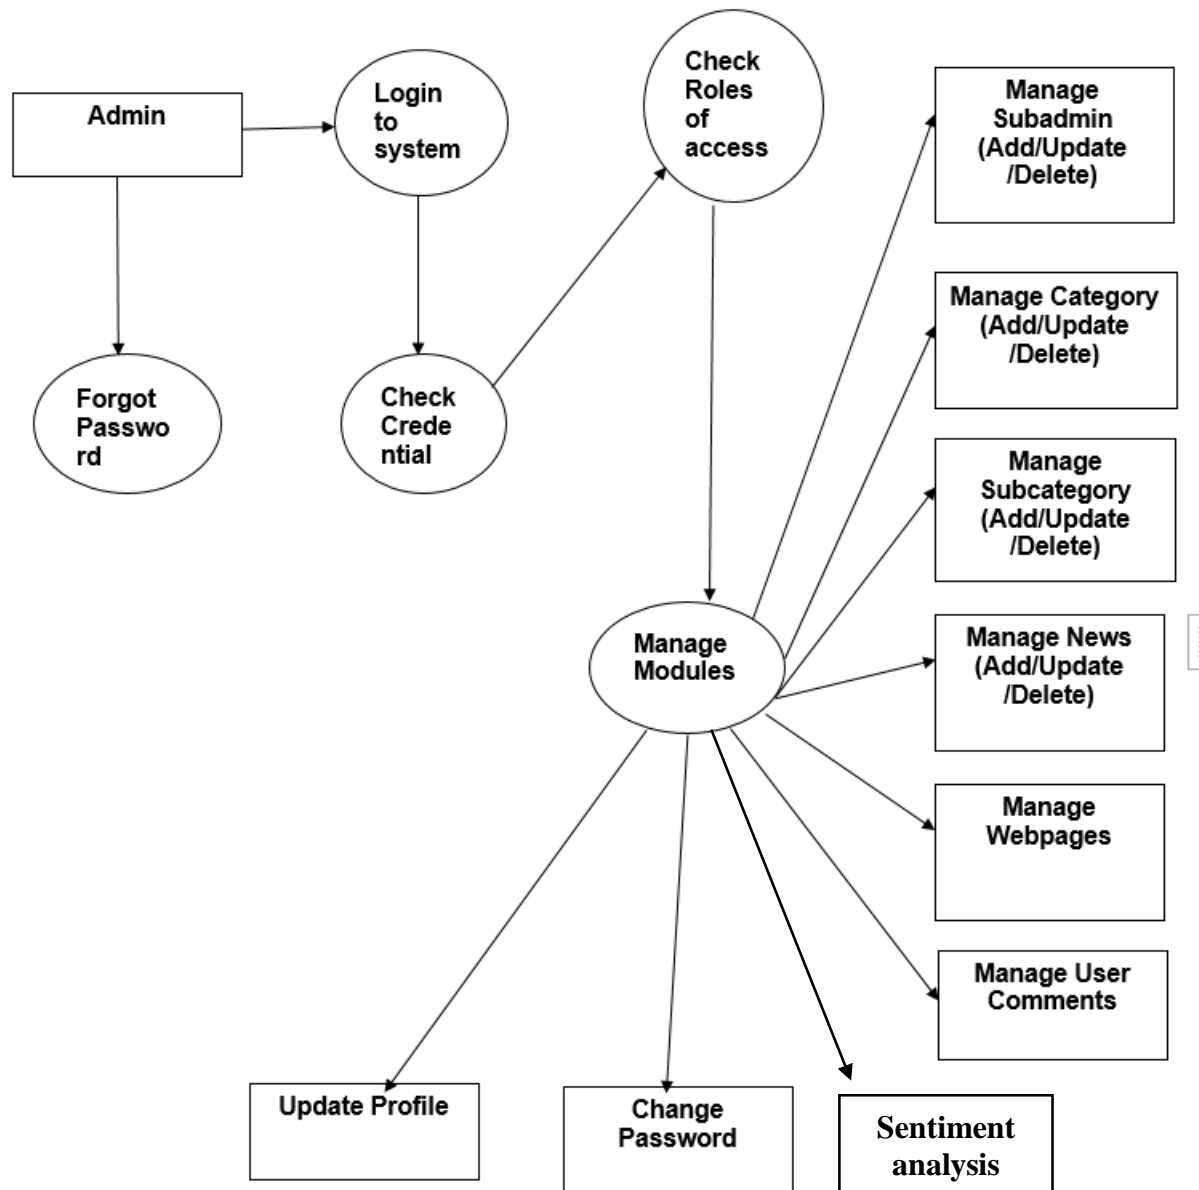 Admin
Login
to
system
Check
Roles
of
access
Manage
Subadmin
(Add/Update
/Delete)
Manage Category
(Add/Update
/Delete)
Forgot
Passwo
rd
Check
Crede
ntial
Manage
Subcategory
(Add/Update
/Delete)
Manage
Modules
Manage News
(Add/Update
/Delete)
Manage
Webpages
Manage User
Comments
Update Profile
Change
Password
Sentiment
analysis